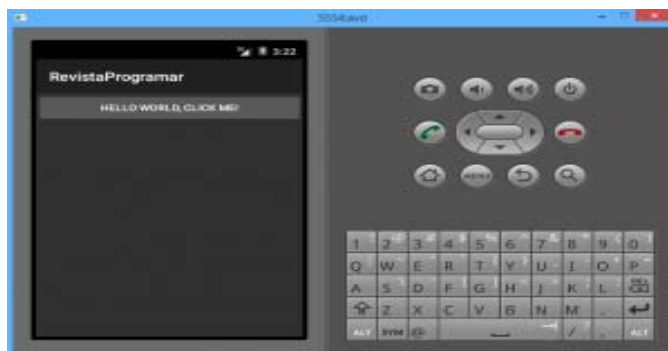 5554:avd
3:22
RevistaProgramar
HELLO WORLD, CLICK ME!
MENU
1 2 3 4 5 6 7 8 9 0
Q W E R T Y U I O P
A S D F G H J K L DEL
Z X C V B N M .
ALT SYM @ / , ALT